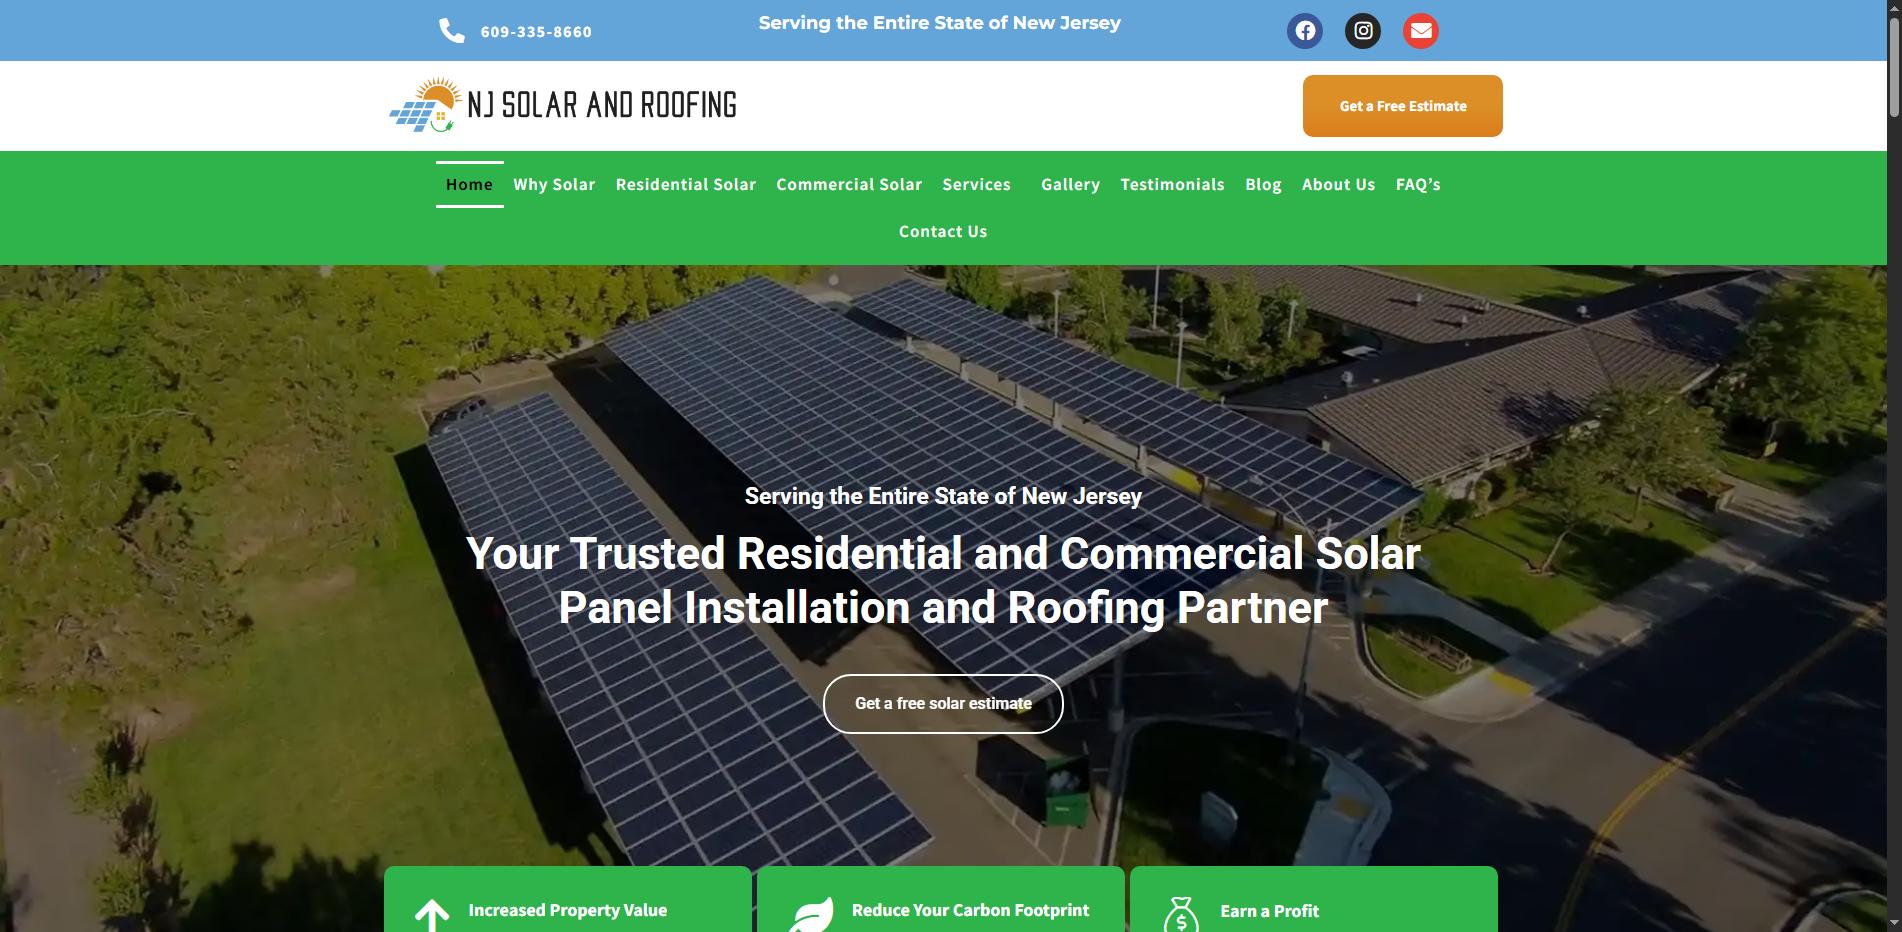 609-335-8660
Serving the Entire State of New Jersey
NJ SOLAR AND ROOFING
Get a Free Estimate
Home Why Solar Residential Solar Commercial Solar Services Gallery Testimonials Blog About Us FAQ’s
Contact Us
Serving the Entire State of New Jersey
Your Trusted Residential and Commercial Solar
Panel Installation and Roofing Partner
Get a free solar estimate
Increased Property Value
Reduce Your Carbon Footprint
Earn a Profit